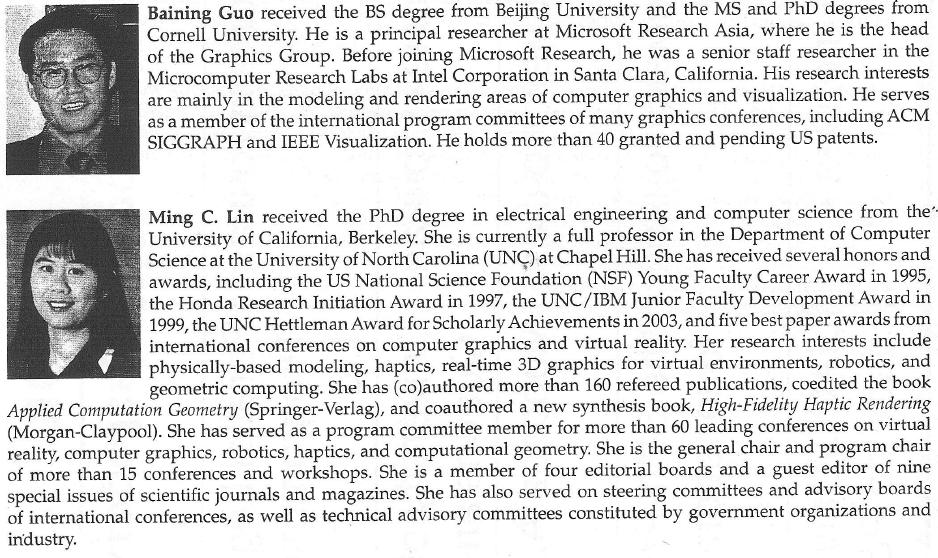 Baining Guo received the BS degree from Beijing University and the MS and PhD degrees from
Cornell University. He is a principal researcher at Microsoft Research Asia, where he is the head
of the Graphics Group. Before joining Microsoft Research, he was a senior staff researcher in the
Microcomputer Research Labs at Intel Corporation in Santa Clara, California. His research interests
are mainly in the modeling and rendering areas of computer graphics and visualization. He serves
as a member of the international program committees of many graphics conferences, including ACM
SIGGRAPH and IEEE Visualization. He holds more than 40 granted and pending US patents.
Ming C. Lin received the PhD degree in electrical engineering and computer science from the
University of California, Berkeley. She is currently a full professor in the Department of Computer
Science at the University of North Carolina (UNC) at Chapel Hill. She has received several honors and
awards, including the US National Science Foundation (NSF) Young Faculty Career Award in 1995,
the Honda Research Initiation Award in 1997, the UNC/IBM Junior Faculty Development Award in
1999, the UNC Hettleman Award for Scholarly Achievements in 2003, and five best paper awards from
international conferences on computer graphics and virtual reality. Her research interests include
physically-based modeling, haptics, real-time 3D graphics for virtual environments, robotics, and
geometric computing. She has (co)authored more than 160 refereed publications, coedited the book
Applied Computation Geometry (Springer-Verlag), and coauthored a new synthesis book, High-Fidelity Haptic Rendering
(Morgan-Claypool). She has served as a program committee member for more than 60 leading conferences on virtual
reality, computer graphics, robotics, haptics, and computational geometry. She is the general chair and program chair
of more than 15 conferences and workshops. She is a member of four editorial boards and a guest editor of nine
special issues of scientific journals and magazines. She has also served on steering committees and advisory boards
of international conferences, as well as technical advisory committees constituted by government organizations and
industry.